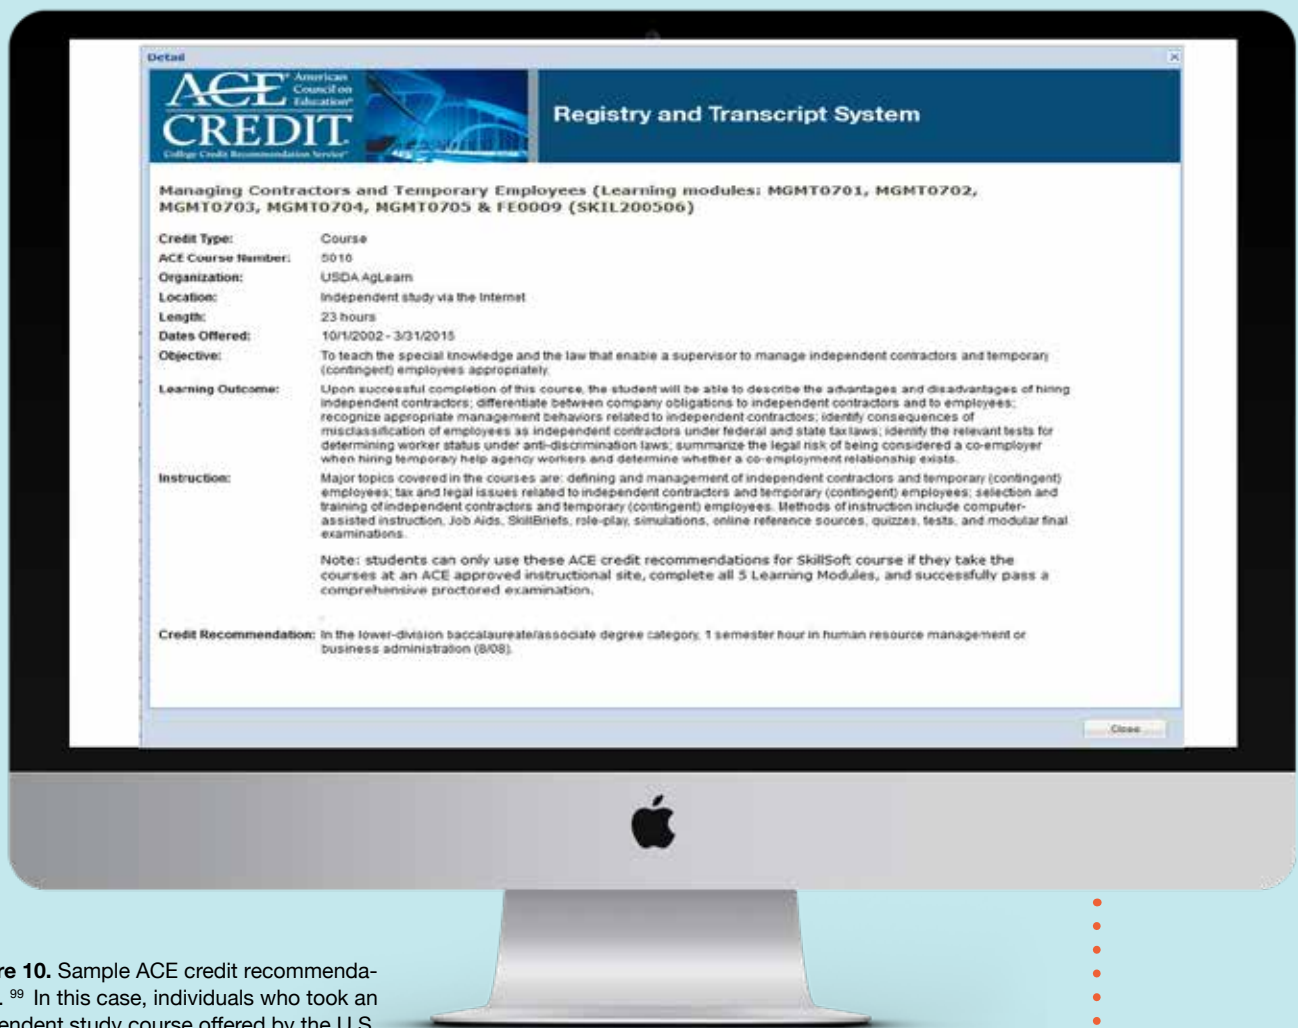 Detail
ACE® American
Council on
Education®
CREDIT
College Credit Recommendation Service
Registry and Transcript System
Managing Contractors and Temporary Employees (Learning modules: MGMT0701, MGMT0702,
MGMT0703, MGMT0704, MGMT0705 & FE0009 (SKIL200506)
Credit Type: Course
ACE Course Number: 5016
Organization: USDA AgLearn
Location: Independent study via the Internet
Length: 23 hours
Dates Offered: 10/1/2002 - 3/31/2015
Objective: To teach the special knowledge and the law that enable a supervisor to manage independent contractors and temporary
(contingent) employees appropriately.
Learning Outcome: Upon successful completion of this course, the student will be able to describe the advantages and disadvantages of hiring
independent contractors; differentiate between company obligations to independent contractors and to employees;
recognize appropriate management behaviors related to independent contractors; identify consequences of
misclassification of employees as independent contractors under federal and state tax laws; identify the relevant tests for
determining worker status under anti-discrimination laws; summarize the legal risk of being considered a co-employer
when hiring temporary help agency workers and determine whether a co-employment relationship exists.
Instruction: Major topics covered in the courses are: defining and management of independent contractors and temporary (contingent)
employees; tax and legal issues related to independent contractors and temporary (contingent) employees; selection and
training of independent contractors and temporary (contingent) employees. Methods of instruction include computer-
assisted instruction, Job Aids, SkillBriefs, role-play, simulations, online reference sources, quizzes, tests, and modular final
examinations.
Note: students can only use these ACE credit recommendations for SkillSoft course if they take the
courses at an ACE approved instructional site, complete all 5 Learning Modules, and successfully pass a
comprehensive proctored examination.
Credit Recommendation: In the lower-division baccalaureate/associate degree category, 1 semester hour in human resource management or
business administration (8/08).
Close
re 10. Sample ACE credit recommenda-
. 99 In this case, individuals who took an
pendent study course offered by the U.S.